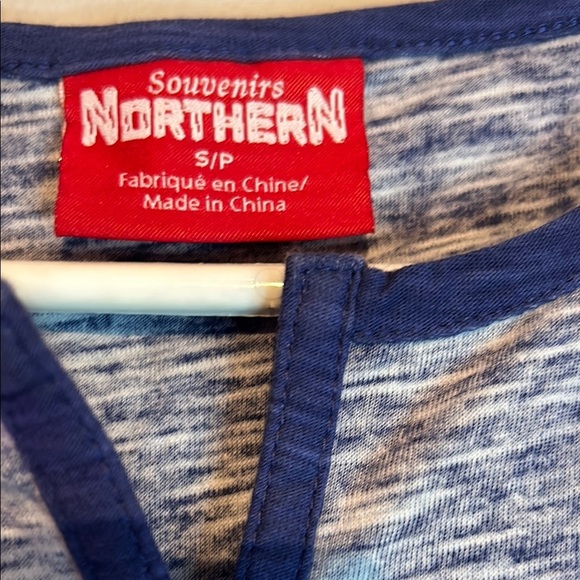 Souvenirs
NORTHERN
S/P
Fabriqué en Chine/
Made in China